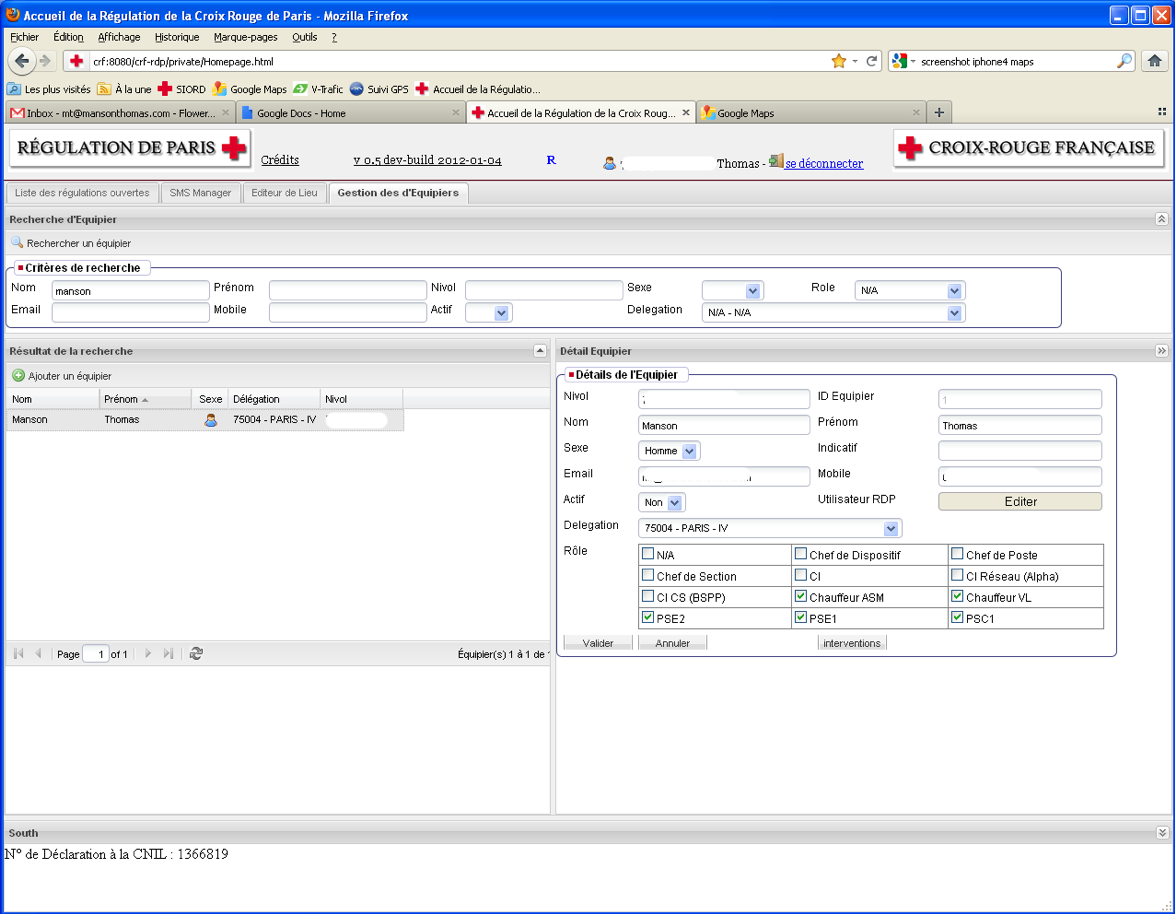 Accueil de la Régulation de la Croix Rouge de Paris - Mozilla Firefox
Fichier Édition Affichage Historique Marque-pages Outils ?
crf:8080/crf-rdp/private/Homepage.html screenshot iphone4 maps
Les plus visités À la une SIORD Google Maps V-Trafic Suivi GPS Accueil de la Régulatio...
Inbox - mt@mansonthomas.com - Flower... Google Docs - Home Accueil de la Régulation de la Croix Roug... Google Maps
RÉGULATION DE PARIS Crédits v 0.5 dev-build 2012-01-04 R Thomas - se déconnecter CROIX-ROUGE FRANÇAISE
Liste des régulations ouvertes SMS Manager Editeur de Lieu Gestion des d'Equipiers
Recherche d'Equipier
Rechercher un équipier
Critères de recherche
Nom manson Prénom Nivol Sexe Role N/A
Email Mobile Actif Delegation N/A - N/A
Résultat de la recherche
Ajouter un équipier
Nom Prénom Sexe Délégation Nivol
Manson Thomas 75004 - PARIS - IV
Page 1 of 1 Équipier(s) 1 à 1 de
Détail Equipier
Détails de l'Equipier
Nivol ID Equipier 1
Nom Manson Prénom Thomas
Sexe Homme Indicatif
Email Mobile
Actif Non Utilisateur RDP Editer
Delegation 75004 - PARIS - IV
Rôle N/A Chef de Dispositif Chef de Poste
Chef de Section CI CI Réseau (Alpha)
CI CS (BSPP) Chauffeur ASM Chauffeur VL
PSE2 PSE1 PSC1
Valider Annuler interventions
South
N° de Déclaration à la CNIL : 1366819